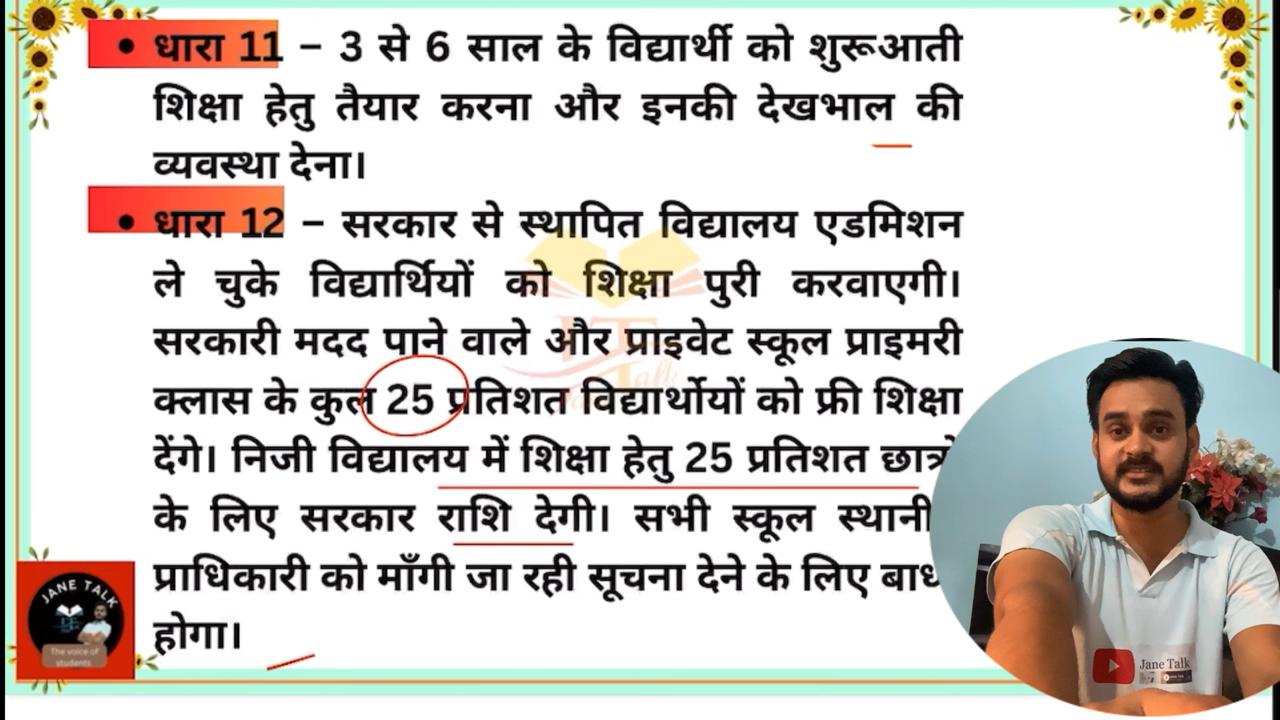 • धारा 11 – 3 से 6 साल के विद्यार्थी को शुरूआती
शिक्षा हेतु तैयार करना और इनकी देखभाल की
व्यवस्था देना।
• धारा 12 – सरकार से स्थापित विद्यालय एडमिशन
ले चुके विद्यार्थियों को शिक्षा पुरी करवाएगी।
सरकारी मदद पाने वाले और प्राइवेट स्कूल प्राइमरी
क्लास के कुल 25 प्रतिशत विद्यार्थोयों को फ्री शिक्षा
देंगे। निजी विद्यालय में शिक्षा हेतु 25 प्रतिशत
के लिए सरकार राशि देगी। सभी स्कूल
प्राधिकारी को माँगी जा रही सूचना देने के लिए
होगा।
JANE TALK
The voice of
students
Jane Talk